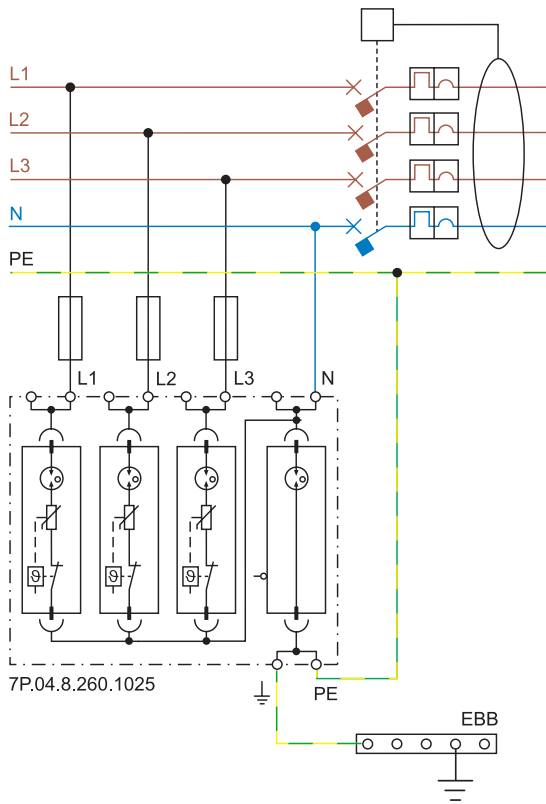 L1
L2
L3
N
PE
L1 L2 L3 N
ϑ ϑ ϑ
7P.04.8.260.1025
PE
EBB